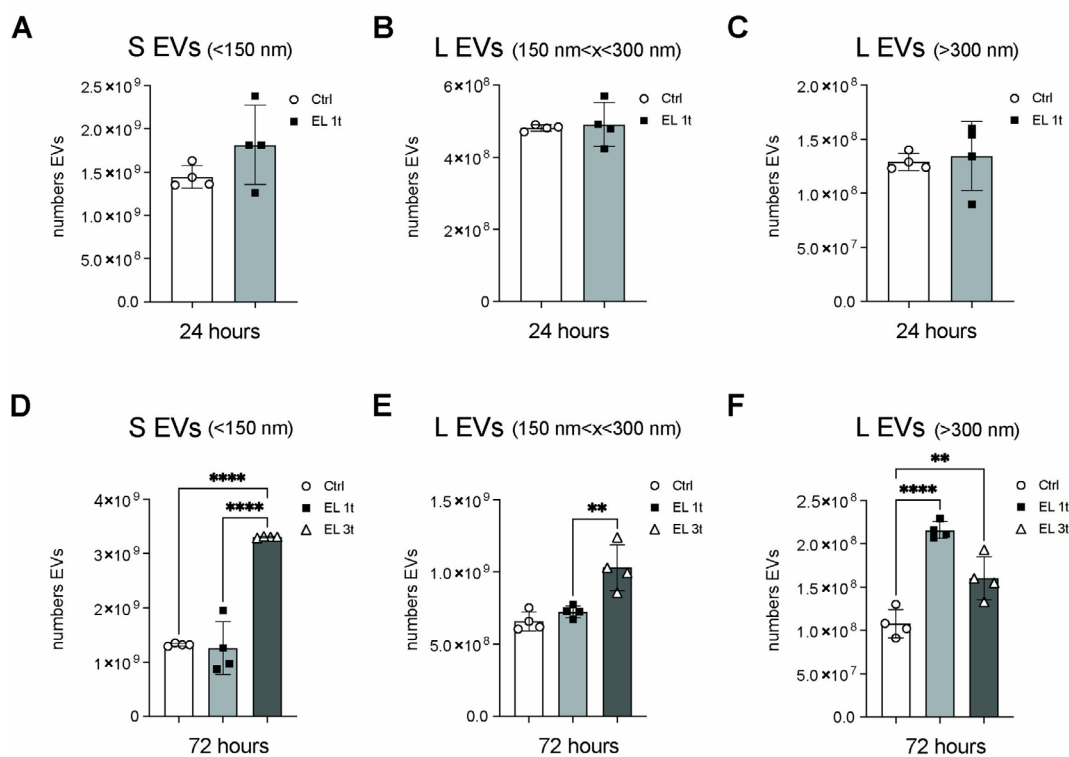 A
S EVs (<150 nm)
2.5×10⁹
2.0×10⁹
1.5×10⁹
1.0×10⁹
5.0×10⁸
0.0
numbers EVs
Ctrl
EL 1t
24 hours
B
L EVs (150 nm<x<300 nm)
6×10⁸
4×10⁸
2×10⁸
0
numbers EVs
Ctrl
EL 1t
24 hours
C
L EVs (>300 nm)
2.0×10⁸
1.5×10⁸
1.0×10⁸
5.0×10⁷
0.0
numbers EVs
Ctrl
EL 1t
24 hours
D
S EVs (<150 nm)
****
****
4×10⁹
3×10⁹
2×10⁹
1×10⁹
0
numbers EVs
Ctrl
EL 1t
EL 3t
72 hours
E
L EVs (150 nm<x<300 nm)
**
1.5×10⁹
1.0×10⁹
5.0×10⁸
0.0
numbers EVs
Ctrl
EL 1t
EL 3t
72 hours
F
L EVs (>300 nm)
**
****
2.5×10⁸
2.0×10⁸
1.5×10⁸
1.0×10⁸
5.0×10⁷
0.0
numbers EVs
Ctrl
EL 1t
EL 3t
72 hours